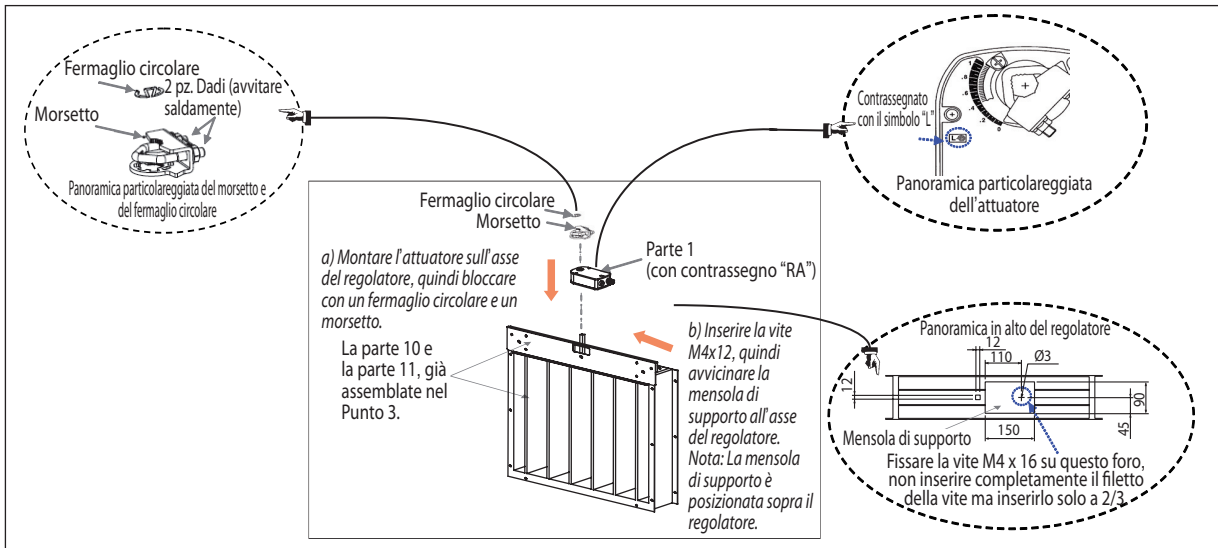 Fermaglio circolare
2 pz. Dadi (avvitare
saldamente)
Morsetto
Panoramica particolareggiata del morsetto e
del fermaglio circolare
1
.8
.6
.4
.2
0
L
Contrassegnato
con il simbolo “L”
Panoramica particolareggiata
dell’attuatore
Fermaglio circolare
Morsetto
Parte 1
(con contrassegno “RA”)
a) Montare l’attuatore sull’asse
del regolatore, quindi bloccare
con un fermaglio circolare e un
morsetto.
La parte 10 e
la parte 11, già
assemblate nel
Punto 3.
b) Inserire la vite
M4x12, quindi
avvicinare la
mensola di
supporto all’asse
del regolatore.
Nota: La mensola
di supporto è
posizionata sopra il
regolatore.
Panoramica in alto del regolatore
12
110
Ø3
12
90
45
150
Mensola di supporto
Fissare la vite M4 x 16 su questo foro,
non inserire completamente il filetto
della vite ma inserirlo solo a 2/3.